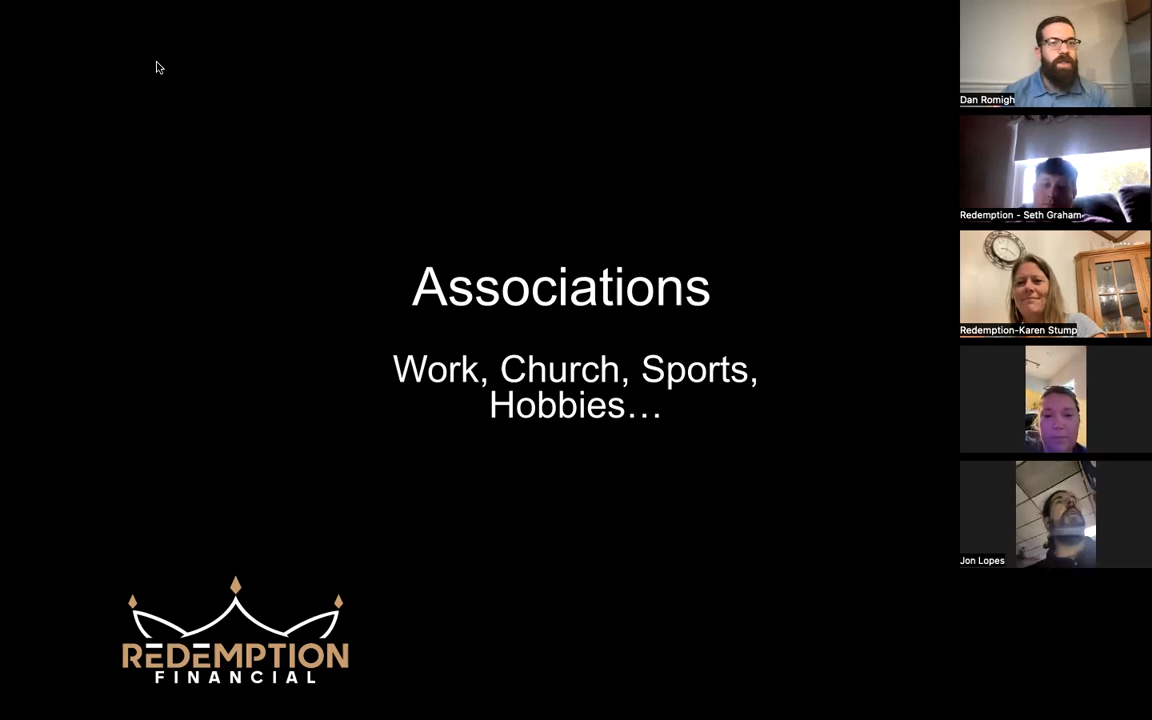 Associations
Work, Church, Sports,
Hobbies…
REDEMPTION
FINANCIAL
Dan Romigh
Redemption - Seth Graham
Redemption-Karen Stump
Jon Lopes